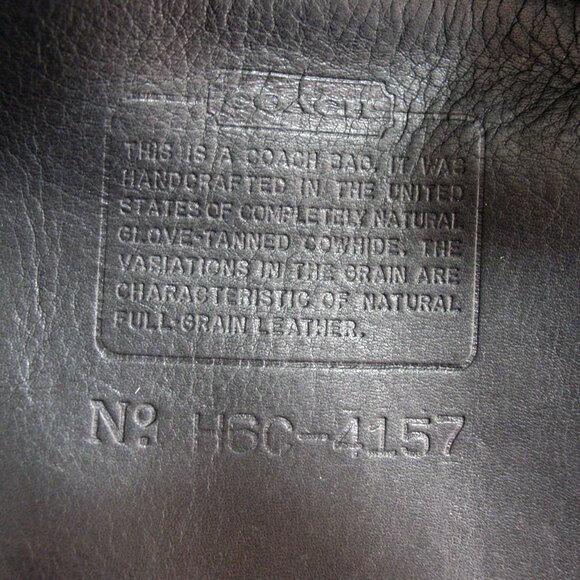 COACH
THIS IS A COACH BAG. IT WAS
HANDCRAFTED IN THE UNITED
STATES OF COMPLETELY NATURAL
GLOVE-TANNED COWHIDE. THE
VARIATIONS IN THE GRAIN ARE
CHARACTERISTIC OF NATURAL
FULL-GRAIN LEATHER.
No: H6C-4157